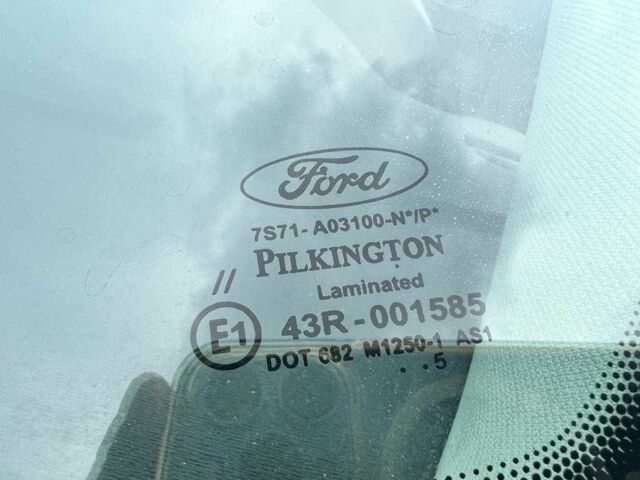 Ford
7S71-A03100-N*/P*
PILKINGTON
//
Laminated
E1 43R-001585
DOT 682 M1250-1 AS1
..5